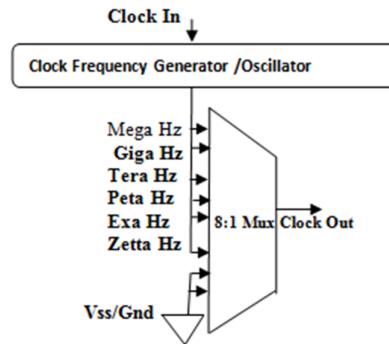 Clock In
Clock Frequency Generator /Oscillator
Mega Hz
Giga Hz
Tera Hz
Peta Hz
Exa Hz
Zetta Hz
8:1 Mux Clock Out
Vss/Gnd